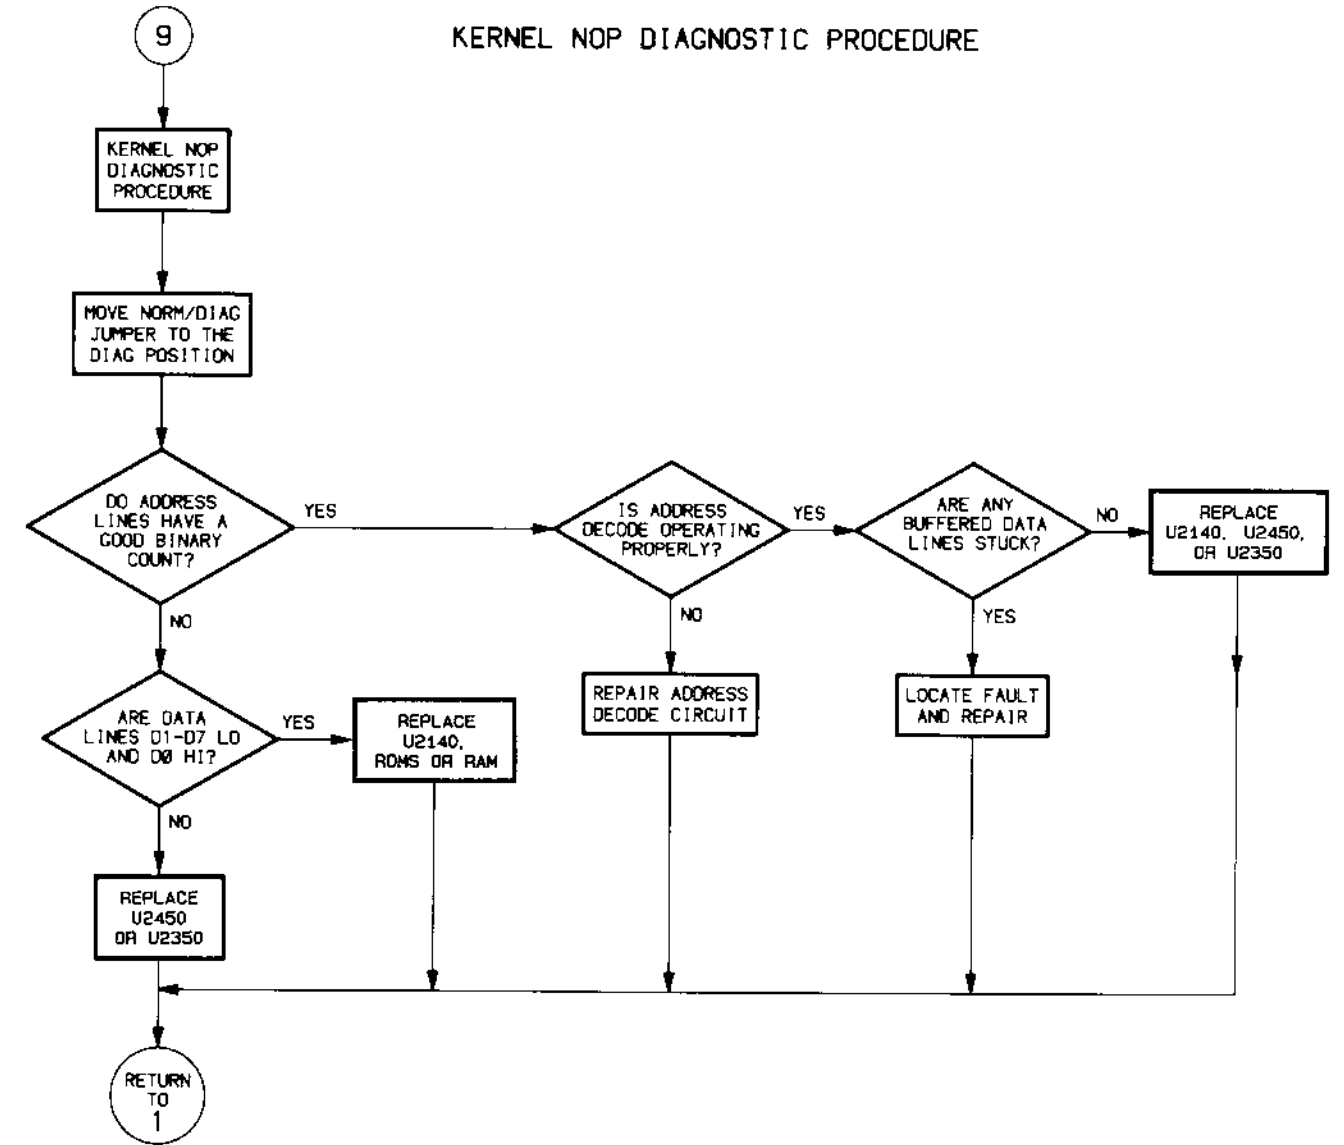 9
KERNEL NOP DIAGNOSTIC PROCEDURE
KERNEL NOP
DIAGNOSTIC
PROCEDURE
MOVE NORM/DIAG
JUMPER TO THE
DIAG POSITION
DO ADDRESS
LINES HAVE A
GOOD BINARY
COUNT?
YES
IS ADDRESS
DECODE OPERATING
PROPERLY?
YES
ARE ANY
BUFFERED DATA
LINES STUCK?
NO
REPLACE
U2140, U2450,
OR U2350
NO
NO
YES
ARE DATA
LINES D1-D7 LO
AND D0 HI?
YES
REPLACE
U2140,
ROMS OR RAM
REPAIR ADDRESS
DECODE CIRCUIT
LOCATE FAULT
AND REPAIR
NO
REPLACE
U2450
OR U2350
RETURN
TO
1